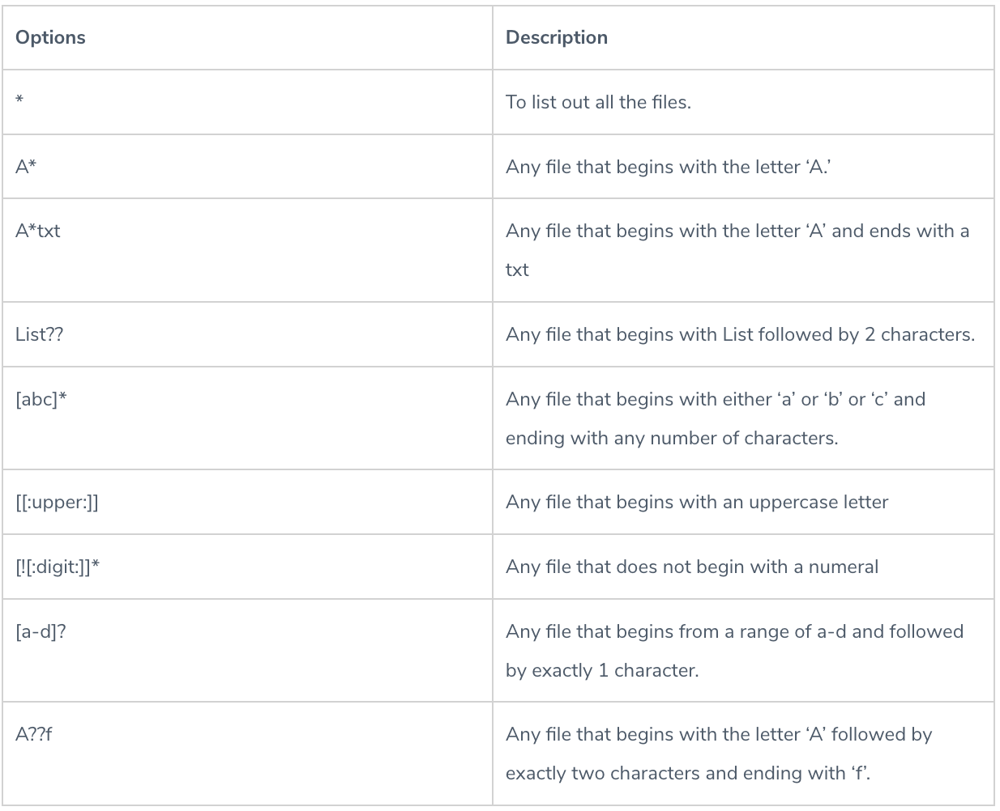 Options
Description
*
To list out all the files.
A*
Any file that begins with the letter ‘A.’
A*txt
Any file that begins with the letter ‘A’ and ends with a
txt
List??
Any file that begins with List followed by 2 characters.
[abc]*
Any file that begins with either ‘a’ or ‘b’ or ‘c’ and
ending with any number of characters.
[[:upper:]]
Any file that begins with an uppercase letter
[![:digit:]]*
Any file that does not begin with a numeral
[a-d]?
Any file that begins from a range of a-d and followed
by exactly 1 character.
A??f
Any file that begins with the letter ‘A’ followed by
exactly two characters and ending with ‘f’.